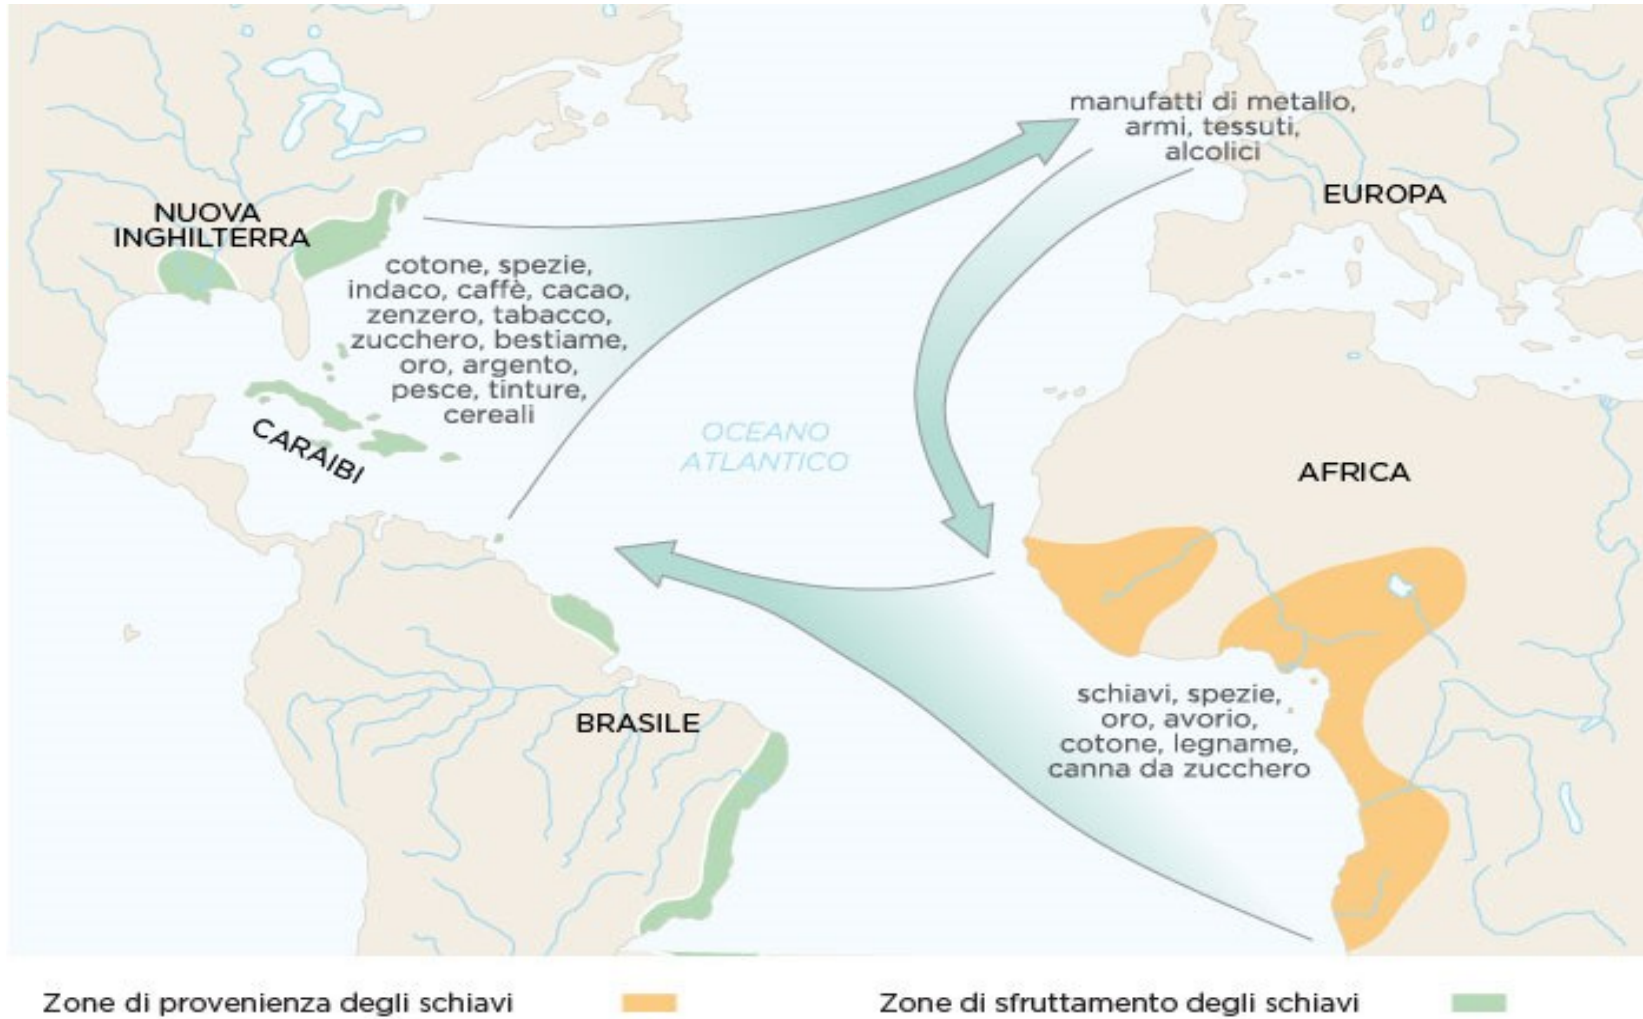 manufatti di metallo,
armi, tessuti,
alcolici
EUROPA
NUOVA
INGHILTERRA
cotone, spezie,
indaco, caffè, cacao,
zenzero, tabacco,
zucchero, bestiame,
oro, argento,
pesce, tinture,
cereali
CARAIBI
OCEANO
ATLANTICO
AFRICA
BRASILE
schiavi, spezie,
oro, avorio,
cotone, legname,
canna da zucchero
Zone di provenienza degli schiavi
Zone di sfruttamento degli schiavi